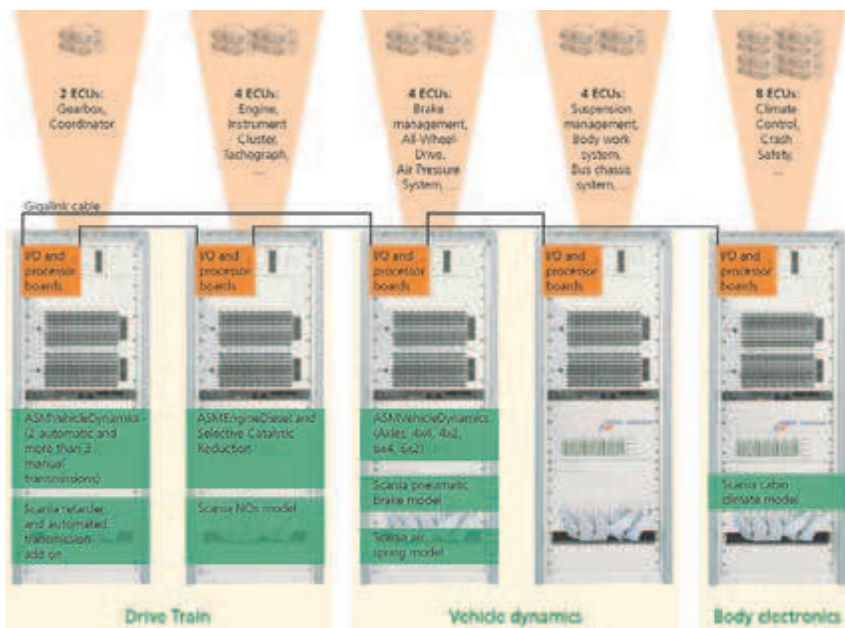 2 ECUs:
Gearbox,
Coordinator
4 ECUs:
Engine,
Instrument
Cluster,
Tachograph,
...
4 ECUs:
Brake
management,
All-Wheel-
Drive,
Air Pressure
System, ...
4 ECUs:
Suspension
management,
Body work
system,
Bus chassis
system, ...
8 ECUs:
Climate
Control,
Crash
Safety,
...
Gigalink cable
I/O and
processor
boards
I/O and
processor
boards
I/O and
processor
boards
I/O and
processor
boards
I/O and
processor
boards
ASMVehicleDynamics
(2 automatic and
more than 3
manual
transmissions)
ASMEngineDiesel and
Selective Catalytic
Reduction
ASMVehicleDynamics
(Axles, 4x4, 4x2,
6x4, 6x2)
Scania retarder
and automated
transmission
add on
Scania NOx model
Scania pneumatic
brake model
Scania air
spring model
Scania cabin
climate model
Drive Train
Vehicle dynamics
Body electronics